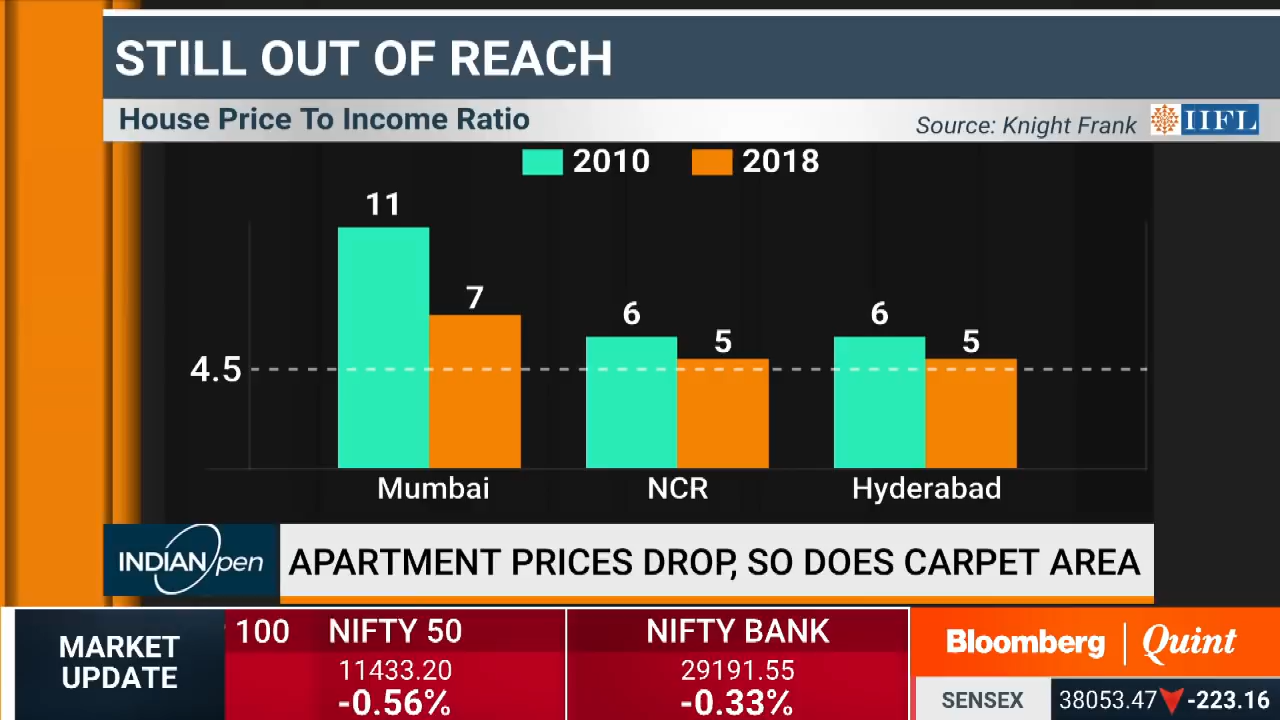 STILL OUT OF REACH
House Price To Income Ratio
Source: Knight Frank
IIFL
2010
2018
11
7
6
5
6
5
4.5
Mumbai
NCR
Hyderabad
INDIAN Open
APARTMENT PRICES DROP, SO DOES CARPET AREA
MARKET
UPDATE
100
NIFTY 50
11433.20
-0.56%
NIFTY BANK
29191.55
-0.33%
Bloomberg | Quint
SENSEX
38053.47
-223.16